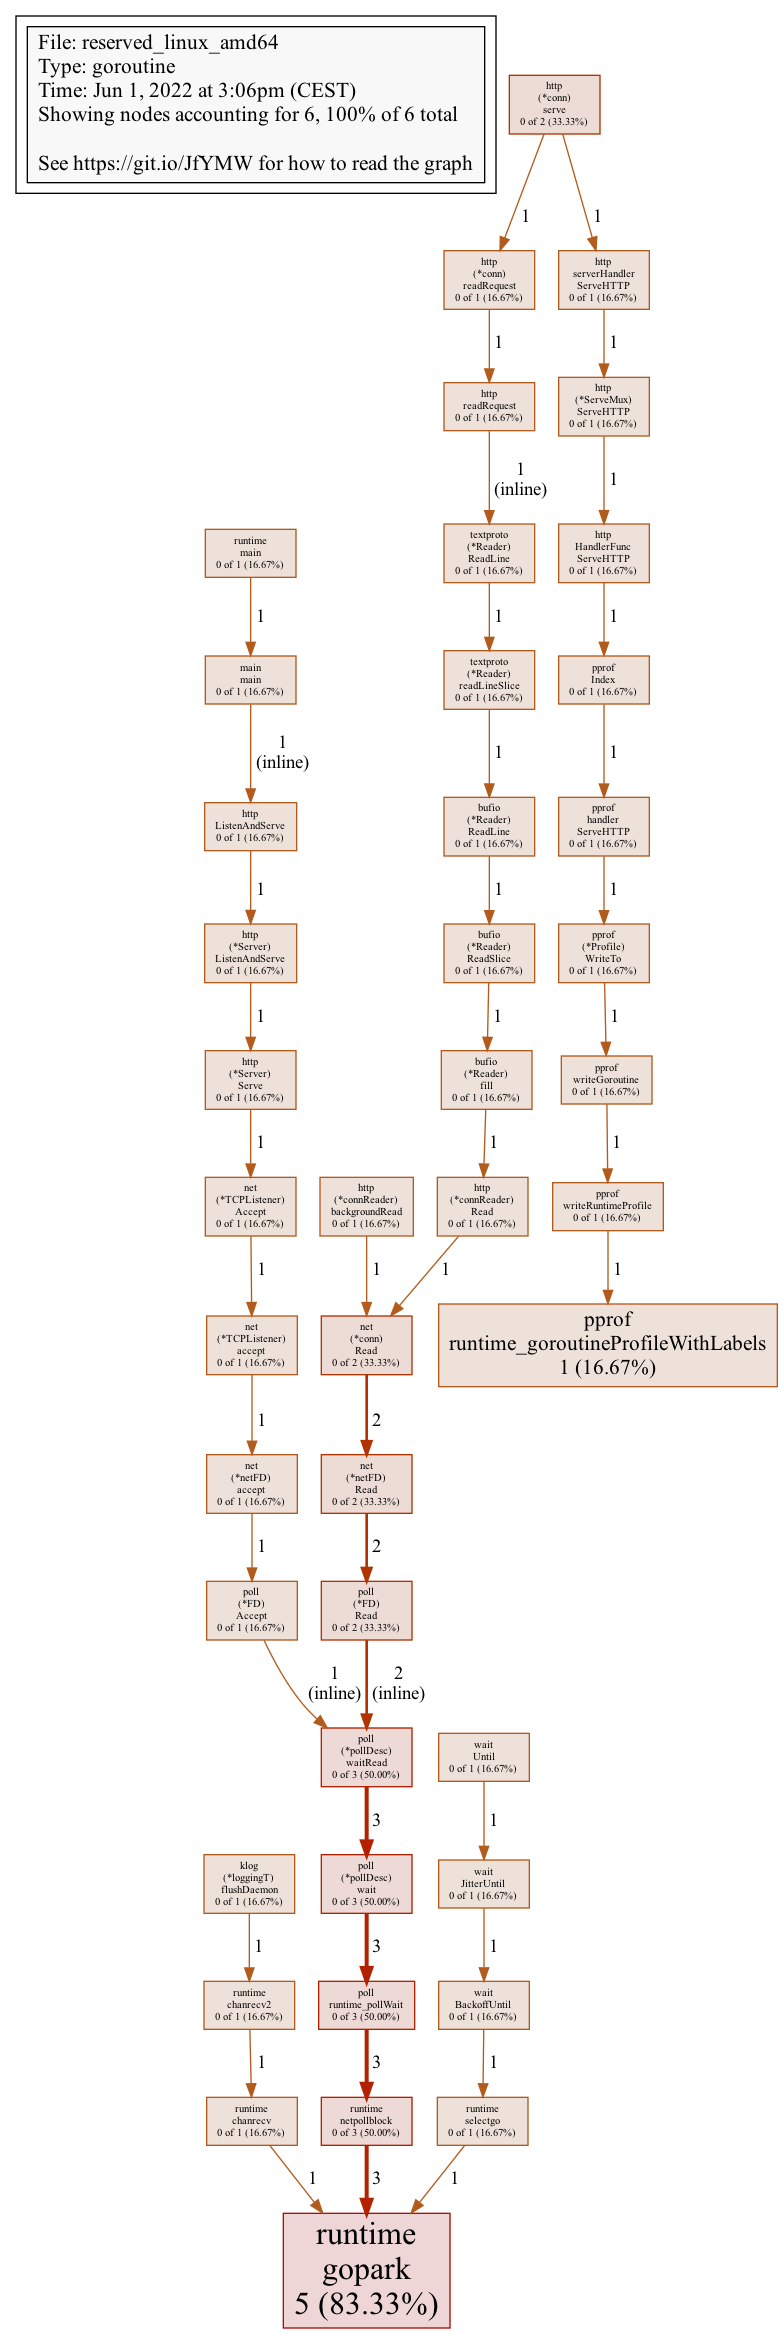 File: reserved_linux_amd64
Type: goroutine
Time: Jun 1, 2022 at 3:06pm (CEST)
Showing nodes accounting for 6, 100% of 6 total
See https://git.io/JfYMW for how to read the graph
http
(*conn)
serve
0 of 2 (33.33%)
1
1
http
(*conn)
readRequest
0 of 1 (16.67%)
http
serverHandler
ServeHTTP
0 of 1 (16.67%)
1
1
http
readRequest
0 of 1 (16.67%)
http
(*ServeMux)
ServeHTTP
0 of 1 (16.67%)
1
(inline)
1
runtime
main
0 of 1 (16.67%)
textproto
(*Reader)
ReadLine
0 of 1 (16.67%)
http
HandlerFunc
ServeHTTP
0 of 1 (16.67%)
1
1
1
main
main
0 of 1 (16.67%)
textproto
(*Reader)
readLineSlice
0 of 1 (16.67%)
pprof
Index
0 of 1 (16.67%)
1
(inline)
1
1
http
ListenAndServe
0 of 1 (16.67%)
bufio
(*Reader)
ReadLine
0 of 1 (16.67%)
pprof
handler
ServeHTTP
0 of 1 (16.67%)
1
1
1
http
(*Server)
ListenAndServe
0 of 1 (16.67%)
bufio
(*Reader)
ReadSlice
0 of 1 (16.67%)
pprof
(*Profile)
WriteTo
0 of 1 (16.67%)
1
1
1
http
(*Server)
Serve
0 of 1 (16.67%)
bufio
(*Reader)
fill
0 of 1 (16.67%)
pprof
writeGoroutine
0 of 1 (16.67%)
1
1
1
net
(*TCPListener)
Accept
0 of 1 (16.67%)
http
(*connReader)
backgroundRead
0 of 1 (16.67%)
http
(*connReader)
Read
0 of 1 (16.67%)
pprof
writeRuntimeProfile
0 of 1 (16.67%)
1
1
1
1
net
(*TCPListener)
accept
0 of 1 (16.67%)
net
(*conn)
Read
0 of 2 (33.33%)
pprof
runtime_goroutineProfileWithLabels
1 (16.67%)
1
2
net
(*netFD)
accept
0 of 1 (16.67%)
net
(*netFD)
Read
0 of 2 (33.33%)
1
2
poll
(*FD)
Accept
0 of 1 (16.67%)
poll
(*FD)
Read
0 of 2 (33.33%)
1
(inline)
2
(inline)
poll
(*pollDesc)
waitRead
0 of 3 (50.00%)
wait
Until
0 of 1 (16.67%)
3
1
klog
(*loggingT)
flushDaemon
0 of 1 (16.67%)
poll
(*pollDesc)
wait
0 of 3 (50.00%)
wait
JitterUntil
0 of 1 (16.67%)
1
3
1
runtime
chanrecv2
0 of 1 (16.67%)
poll
runtime_pollWait
0 of 3 (50.00%)
wait
BackoffUntil
0 of 1 (16.67%)
1
3
1
runtime
chanrecv
0 of 1 (16.67%)
runtime
netpollblock
0 of 3 (50.00%)
runtime
selectgo
0 of 1 (16.67%)
1
3
1
runtime
gopark
5 (83.33%)